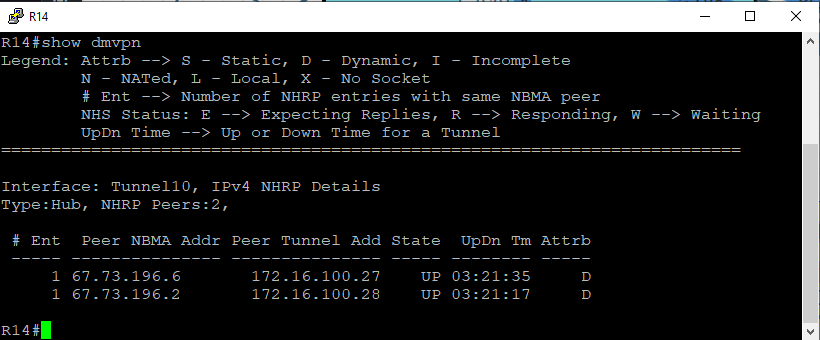 R14
R14#show dmvpn
Legend: Attrb --> S - Static, D - Dynamic, I - Incomplete
        N - NATed, L - Local, X - No Socket
        # Ent --> Number of NHRP entries with same NBMA peer
        NHS Status: E --> Expecting Replies, R --> Responding, W --> Waiting
        UpDn Time --> Up or Down Time for a Tunnel
==========================================================================
Interface: Tunnel10, IPv4 NHRP Details
Type:Hub, NHRP Peers:2,
 # Ent  Peer NBMA Addr Peer Tunnel Add State  UpDn Tm Attrb
 ----- --------------- --------------- ----- -------- -----
     1 67.73.196.6       172.16.100.27    UP 03:21:35     D
     1 67.73.196.2       172.16.100.28    UP 03:21:17     D
R14#